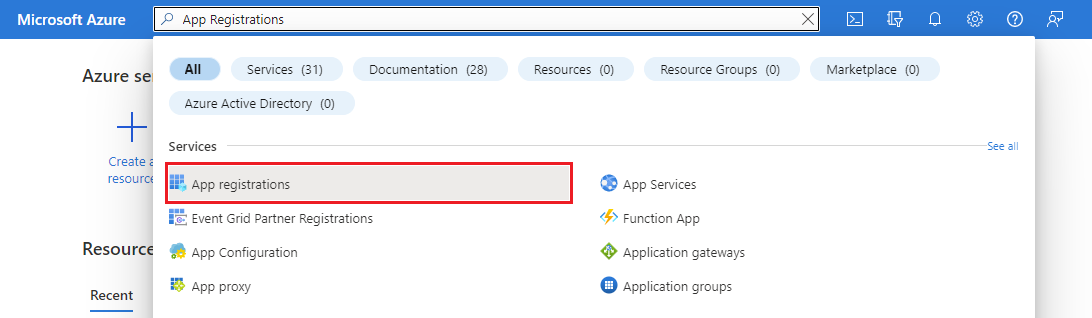 Microsoft Azure
App Registrations
Azure se
All
Services (31)
Documentation (28)
Resources (0)
Resource Groups (0)
Marketplace (0)
Azure Active Directory (0)
Create a
resource
Services
See all
App registrations
App Services
Event Grid Partner Registrations
Function App
App Configuration
Application gateways
App proxy
Application groups
Resource
Recent